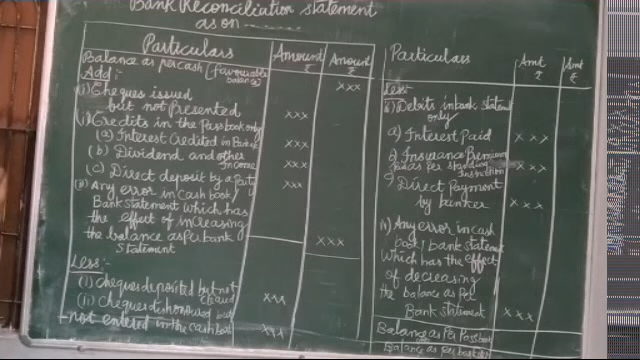 Bank Reconciliation statement
as on
Particulars
Amount ₹
Amount ₹
Balance as per cash (favourable balance)
xxx
Add:-
(i) Cheques issued
but not Presented
xxx
(ii) Credits in the Passbook only
(a) Interest Credited in Bank
xxx
(b) Dividend and other
Income
xxx
(c) Direct deposit by a Party
xxx
(iii) Any error in cash book/
Bank Statement which has
the effect of increasing
the balance as per bank
Statement
xxx
Less:-
(i) Cheques deposited but not
xxx
(ii) Cheques dishonoured but
not entered in the cash book
xxx
Particulars
Amt ₹
Amt ₹
Less
Debits in bank statement
only
a) Interest Paid
xxx
Insurance Premium
as per standing
Instruction
xxx
Direct Payment
by banker
xxx
iv) Any error in cash
book/bank statement
which has the effect
of decreasing
the balance as per
Bank statement
xxx
Balance as Per Passbook
Balance as per